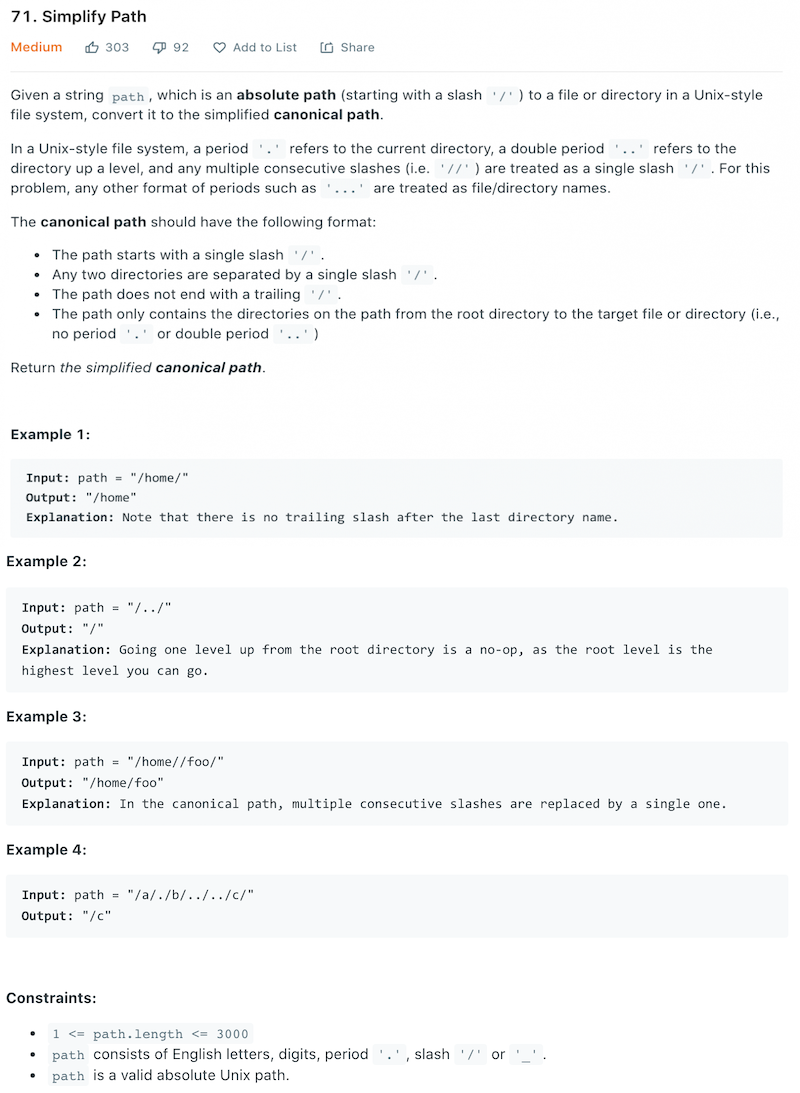 71. Simplify Path
Medium 303 92 Add to List Share
Given a string path , which is an absolute path (starting with a slash '/' ) to a file or directory in a Unix-style
file system, convert it to the simplified canonical path.
In a Unix-style file system, a period '.' refers to the current directory, a double period '..' refers to the
directory up a level, and any multiple consecutive slashes (i.e. '//' ) are treated as a single slash '/' . For this
problem, any other format of periods such as '...' are treated as file/directory names.
The canonical path should have the following format:
• The path starts with a single slash '/' .
• Any two directories are separated by a single slash '/' .
• The path does not end with a trailing '/' .
• The path only contains the directories on the path from the root directory to the target file or directory (i.e.,
no period '.' or double period '..' )
Return the simplified canonical path.
Example 1:
Input: path = "/home/"
Output: "/home"
Explanation: Note that there is no trailing slash after the last directory name.
Example 2:
Input: path = "/../"
Output: "/"
Explanation: Going one level up from the root directory is a no-op, as the root level is the
highest level you can go.
Example 3:
Input: path = "/home//foo/"
Output: "/home/foo"
Explanation: In the canonical path, multiple consecutive slashes are replaced by a single one.
Example 4:
Input: path = "/a/./b/../../c/"
Output: "/c"
Constraints:
• 1 <= path.length <= 3000
• path consists of English letters, digits, period '.' , slash '/' or '_' .
• path is a valid absolute Unix path.